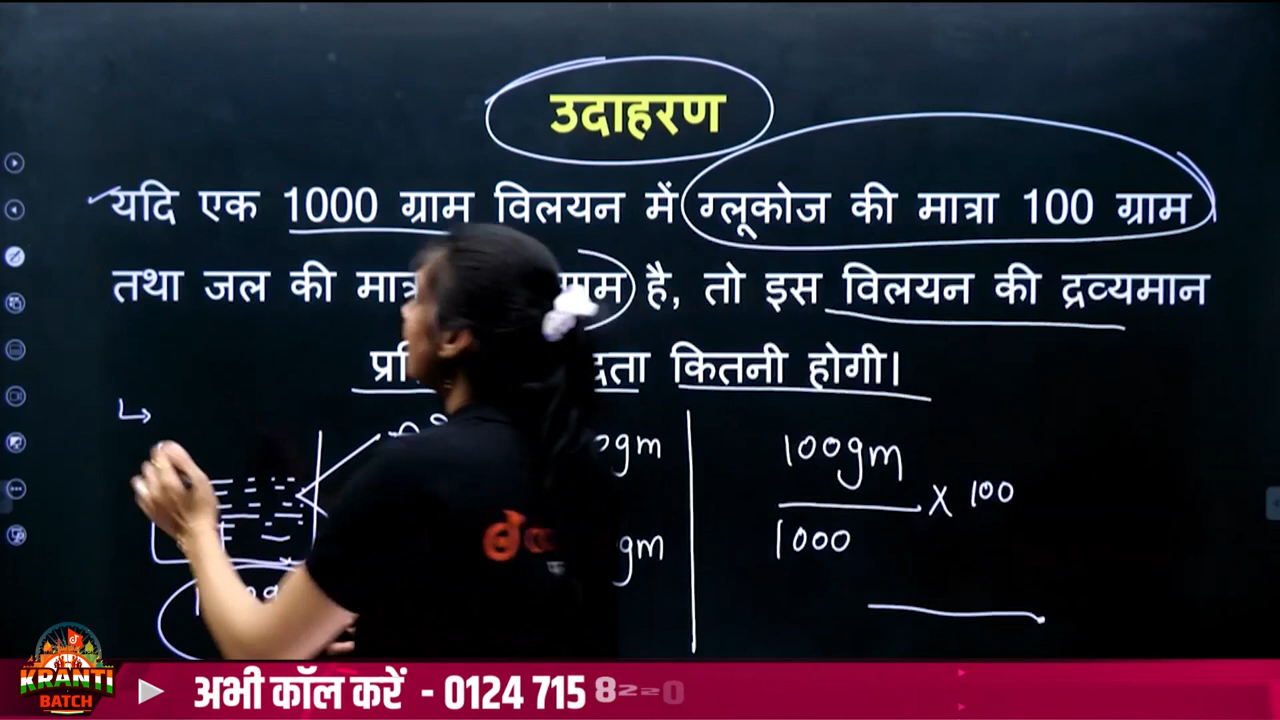 उदाहरण
यदि एक 1000 ग्राम विलयन में ग्लूकोज की मात्रा 100 ग्राम
तथा जल की है, तो इस विलयन की द्रव्यमान
कितनी होगी।
100gm
x 100
1000
gm
KRANTI
BATCH
अभी कॉल करें - 0124 715